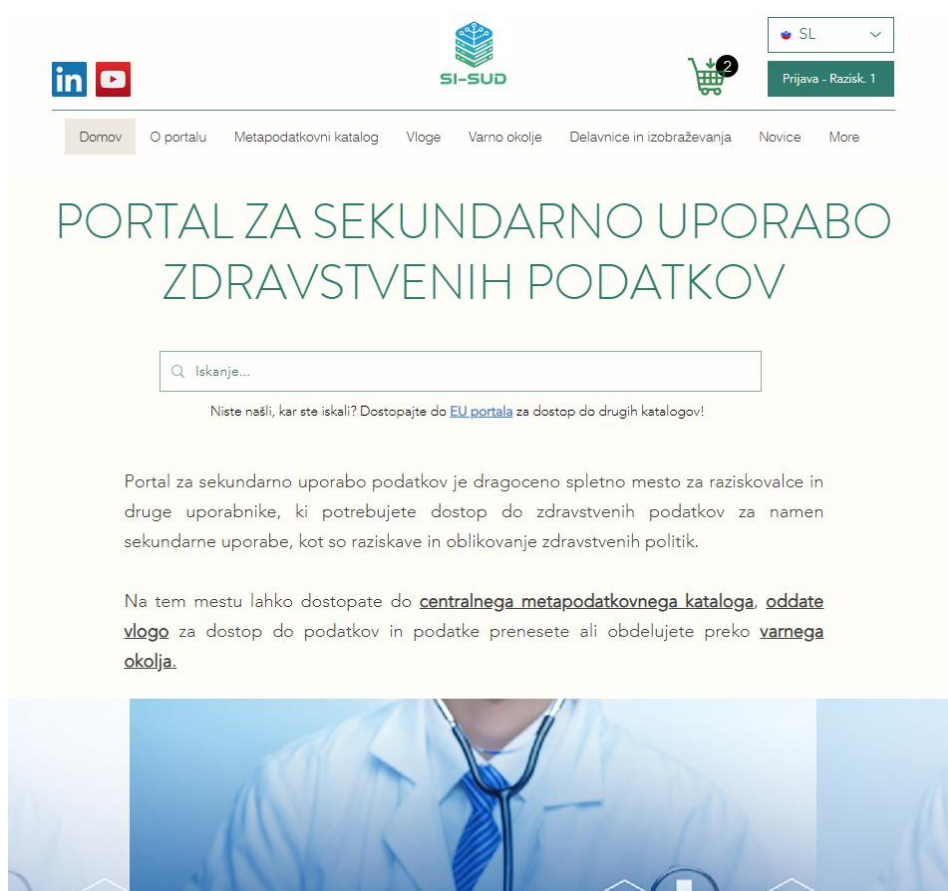 SL
in
2
SI-SUD
Prijava - Razisk. 1
Domov O portalu Metapodatkovni katalog Vloge Varno okolje Delavnice in izobraževanja Novice More
PORTAL ZA SEKUNDARNO UPORABO
ZDRAVSTVENIH PODATKOV
Iskanje...
Niste našli, kar ste iskali? Dostopajte do EU portala za dostop do drugih katalogov!
Portal za sekundarno uporabo podatkov je dragoceno spletno mesto za raziskovalce in
druge uporabnike, ki potrebujete dostop do zdravstvenih podatkov za namen
sekundarne uporabe, kot so raziskave in oblikovanje zdravstvenih politik.
Na tem mestu lahko dostopate do centralnega metapodatkovnega kataloga, oddate
vlogo za dostop do podatkov in podatke prenesete ali obdelujete preko varnega
okolja.